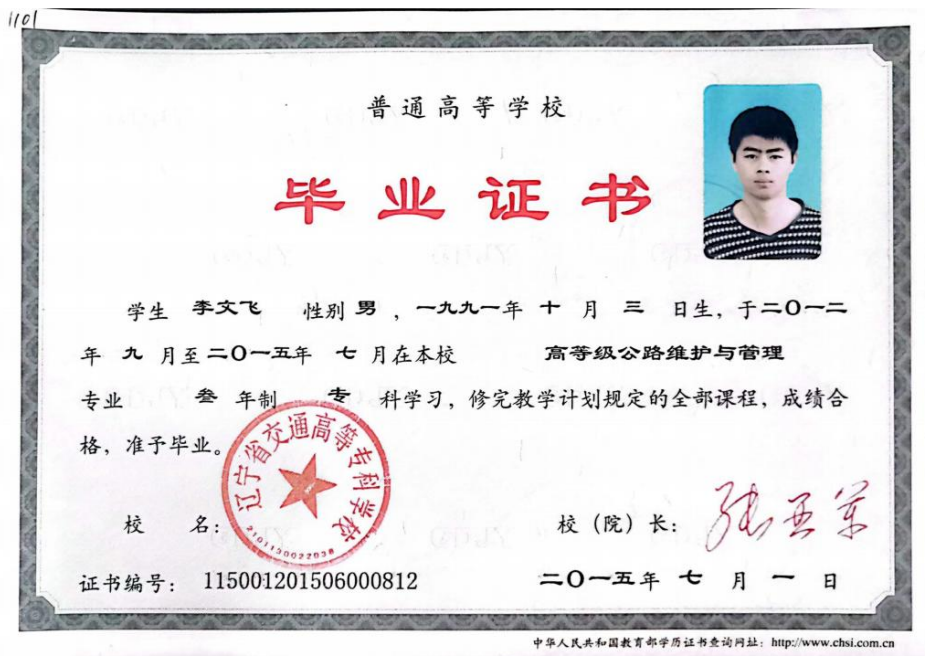 1101
普通高等学校
毕业证书
学生 李文飞 性别 男 ，一九九一年 十 月 三 日生，于二〇一二
年 九 月至二〇一五年 七 月在本校 高等级公路维护与管理
专业 叁 年制 专 科学习，修完教学计划规定的全部课程，成绩合
格，准予毕业。
辽宁省交通高等专科学校
2101130022038
校 名： 校（院）长：
证书编号： 115001201506000812 二〇一五年 七 月 一 日
中华人民共和国教育部学历证书查询网址：http://www.chsi.com.cn